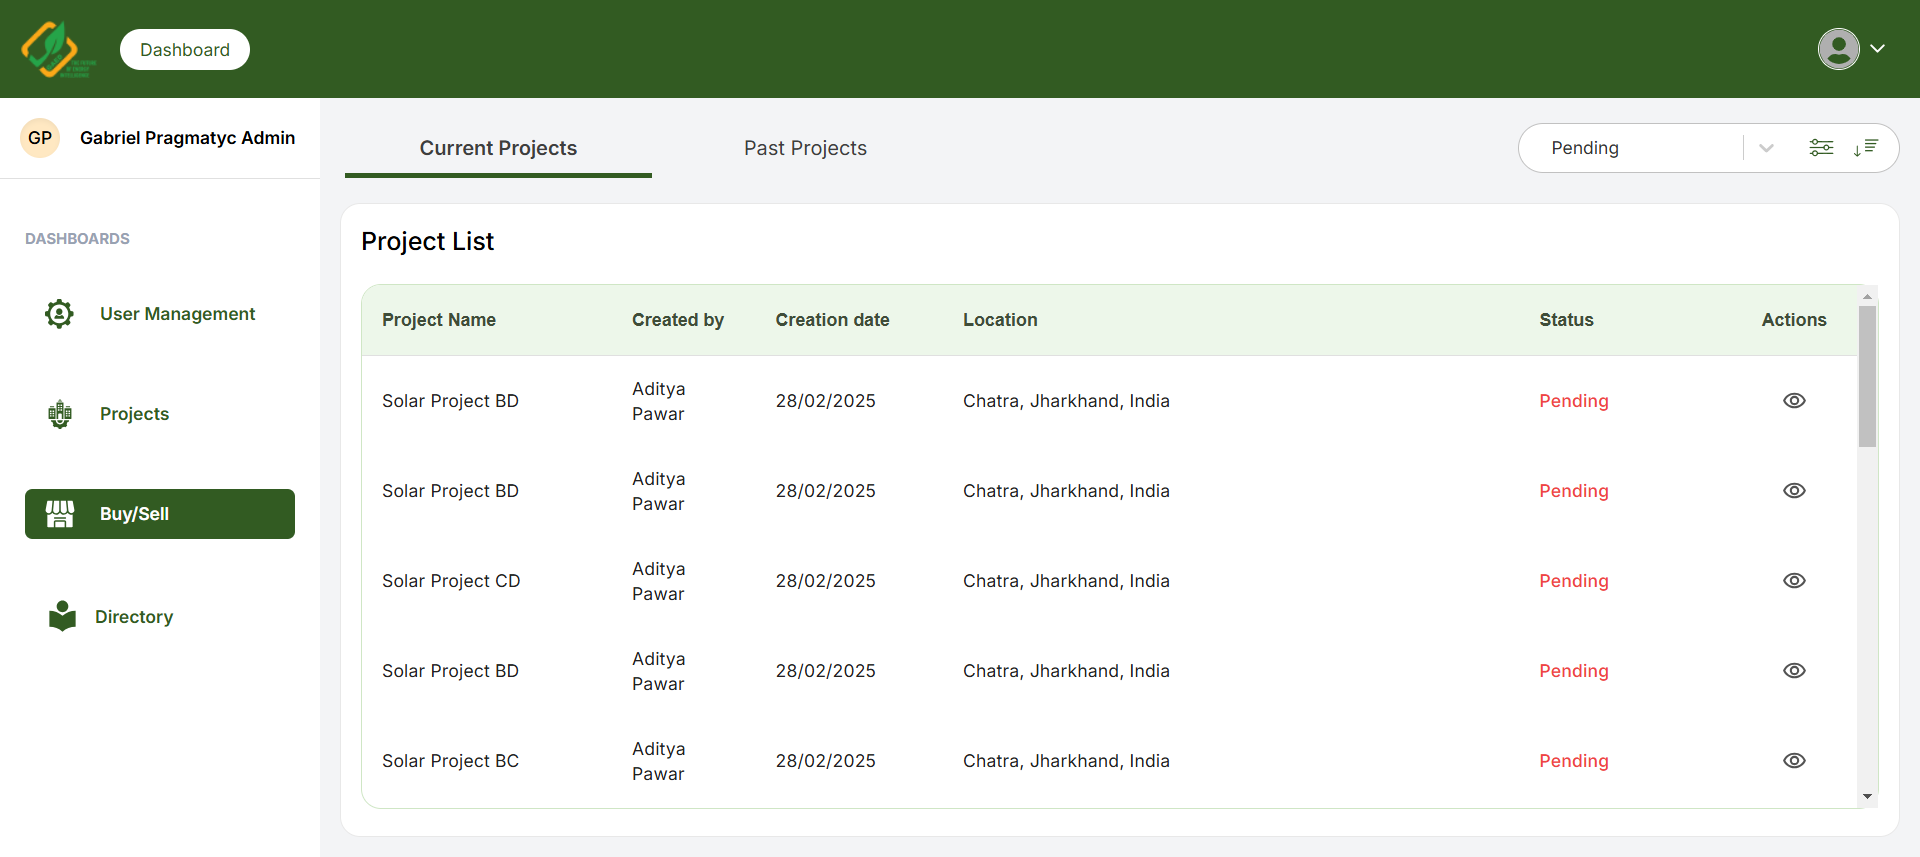 Dashboard
GP Gabriel Pragmatyc Admin
DASHBOARDS
User Management
Projects
Buy/Sell
Directory
Current Projects Past Projects Pending
Project List
Project Name Created by Creation date Location Status Actions
Solar Project BD Aditya Pawar 28/02/2025 Chatra, Jharkhand, India Pending
Solar Project BD Aditya Pawar 28/02/2025 Chatra, Jharkhand, India Pending
Solar Project CD Aditya Pawar 28/02/2025 Chatra, Jharkhand, India Pending
Solar Project BD Aditya Pawar 28/02/2025 Chatra, Jharkhand, India Pending
Solar Project BC Aditya Pawar 28/02/2025 Chatra, Jharkhand, India Pending